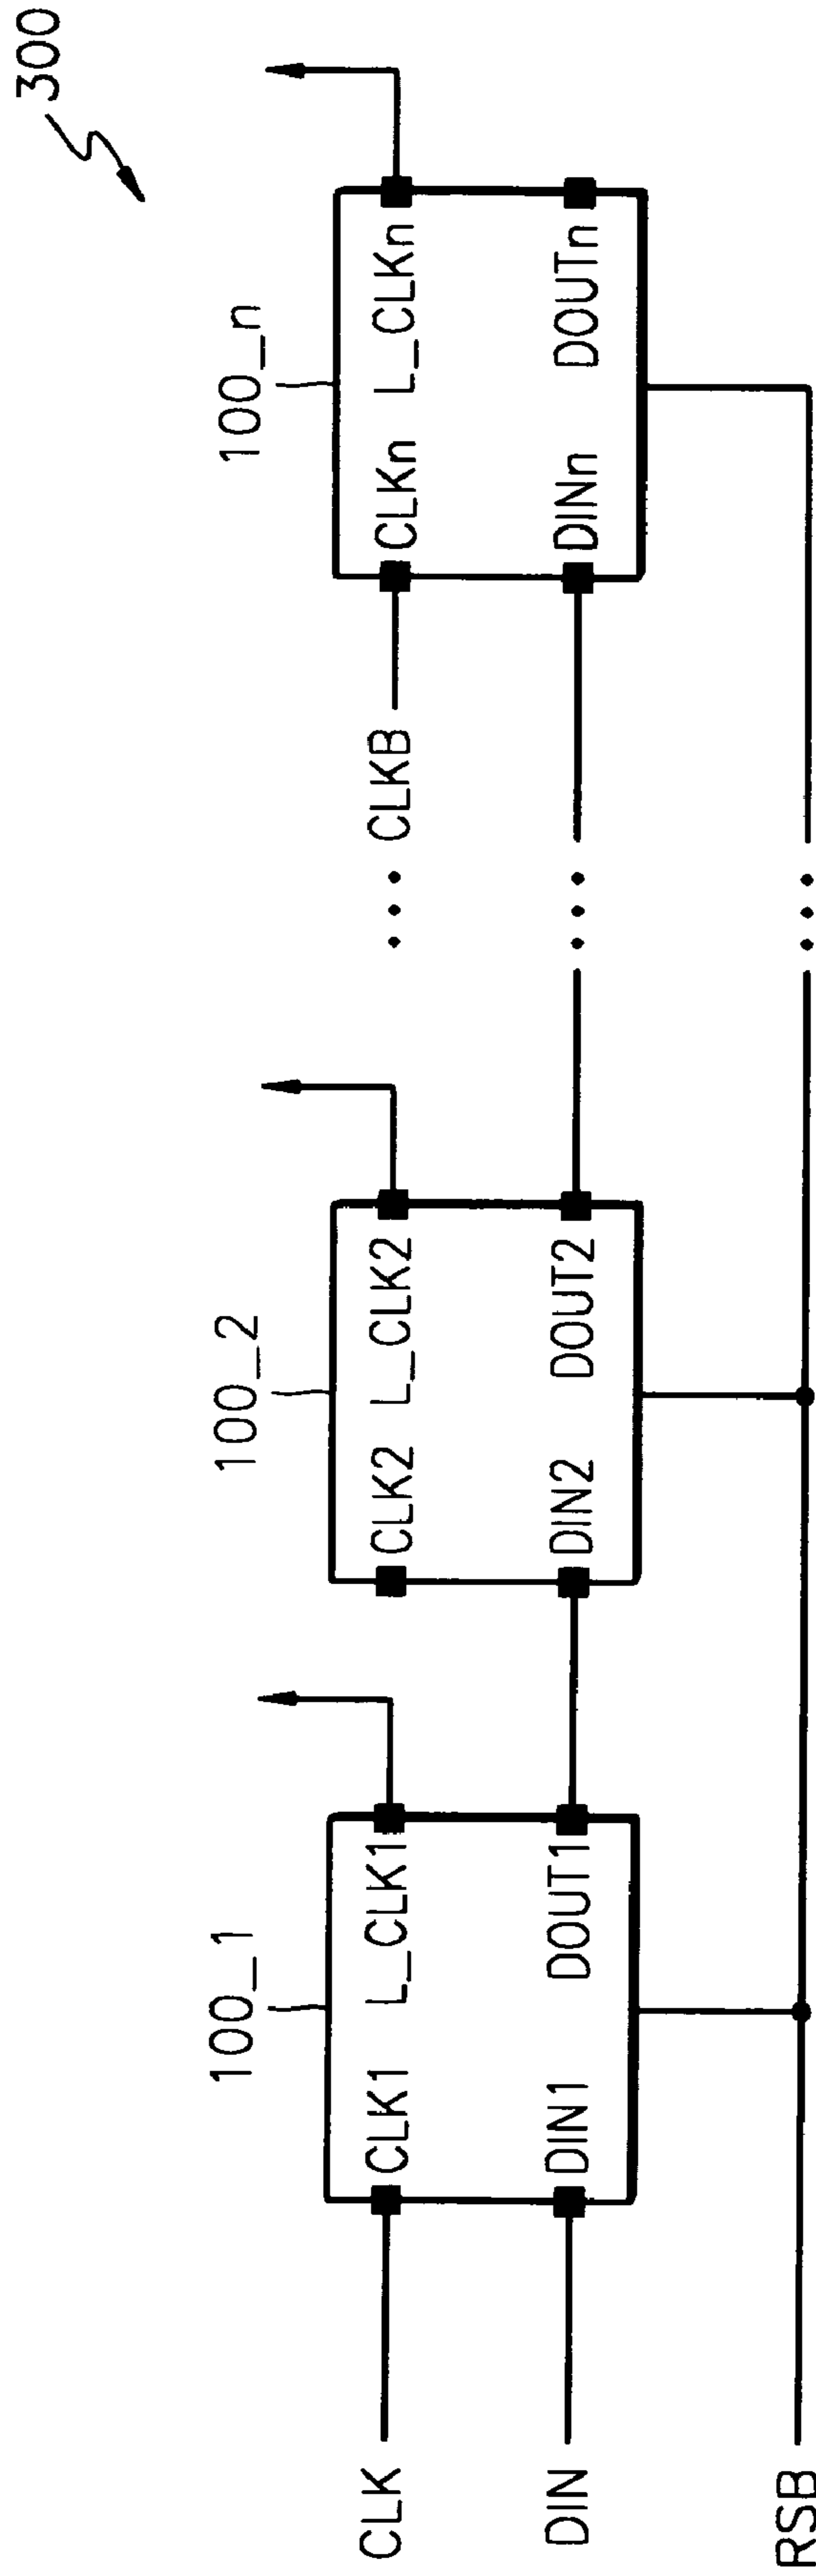 300
100_1
100_2
100_n
CLK
CLK1 L_CLK1
CLK2 L_CLK2
... CLKB
CLKn L_CLKn
DIN
DIN1 DOUT1
DIN2 DOUT2
...
DINn DOUTn
RSB
...